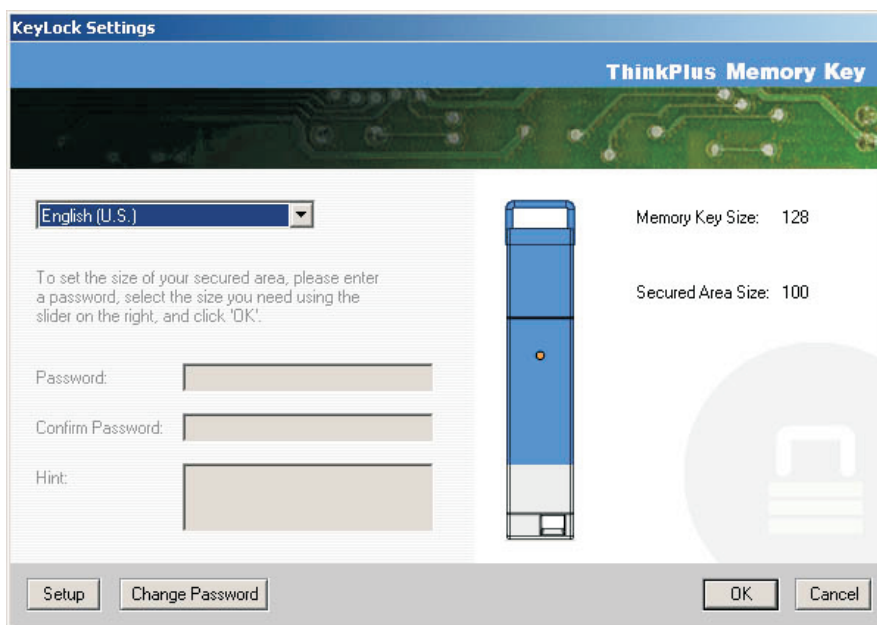 KeyLock Settings
ThinkPlus Memory Key
English (U.S.)
To set the size of your secured area, please enter
a password, select the size you need using the
slider on the right, and click 'OK'.
Password:
Confirm Password:
Hint:
Memory Key Size: 128
Secured Area Size: 100
Setup
Change Password
OK
Cancel